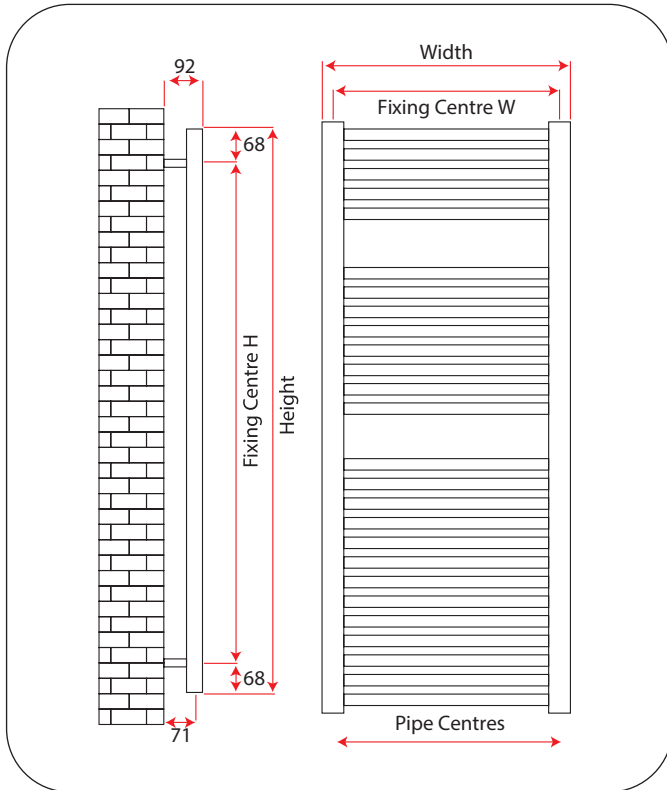 Width
92
Fixing Centre W
68
Fixing Centre H
Height
68
Pipe Centres
71